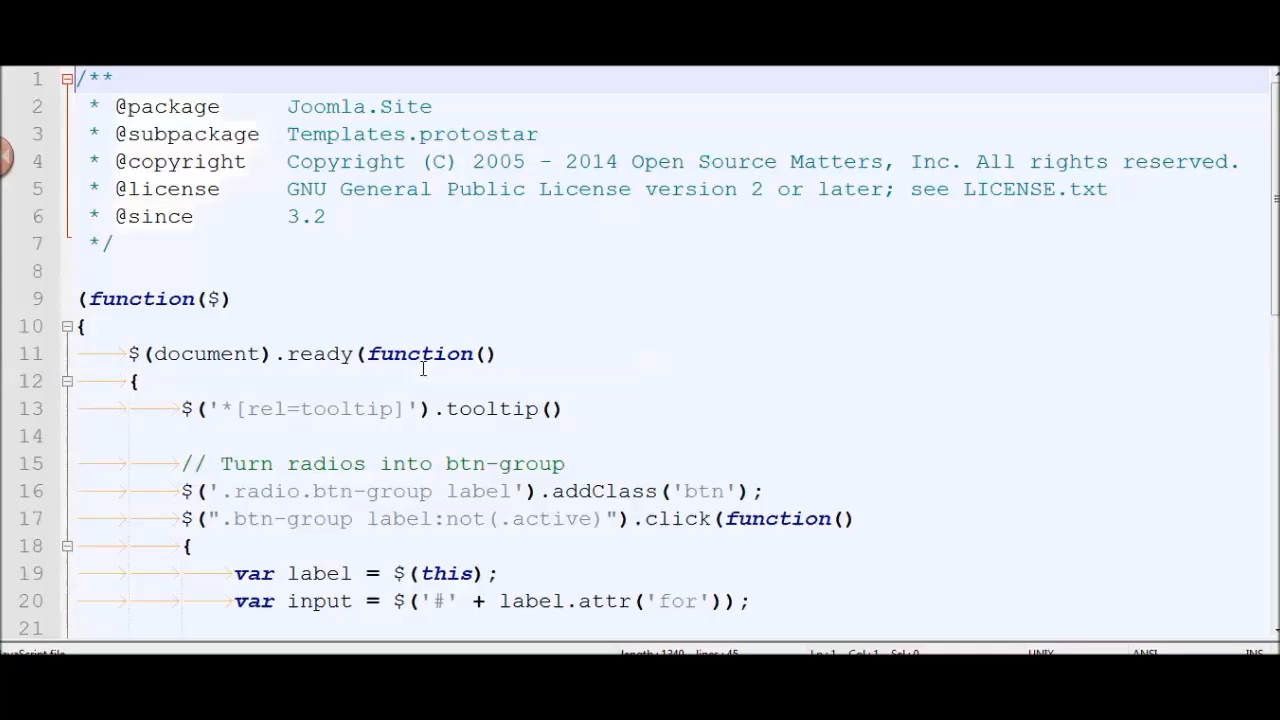 1 /**
2 * @package Joomla.Site
3 * @subpackage Templates.protostar
4 * @copyright Copyright (C) 2005 - 2014 Open Source Matters, Inc. All rights reserved.
5 * @license GNU General Public License version 2 or later; see LICENSE.txt
6 * @since 3.2
7 */
8
9 (function($)
10 {
11 $(document).ready(function()
12 {
13 $('*[rel=tooltip]').tooltip()
14
15 // Turn radios into btn-group
16 $('.radio.btn-group label').addClass('btn');
17 $(".btn-group label:not(.active)").click(function()
18 {
19 var label = $(this);
20 var input = $('#' + label.attr('for'));
21